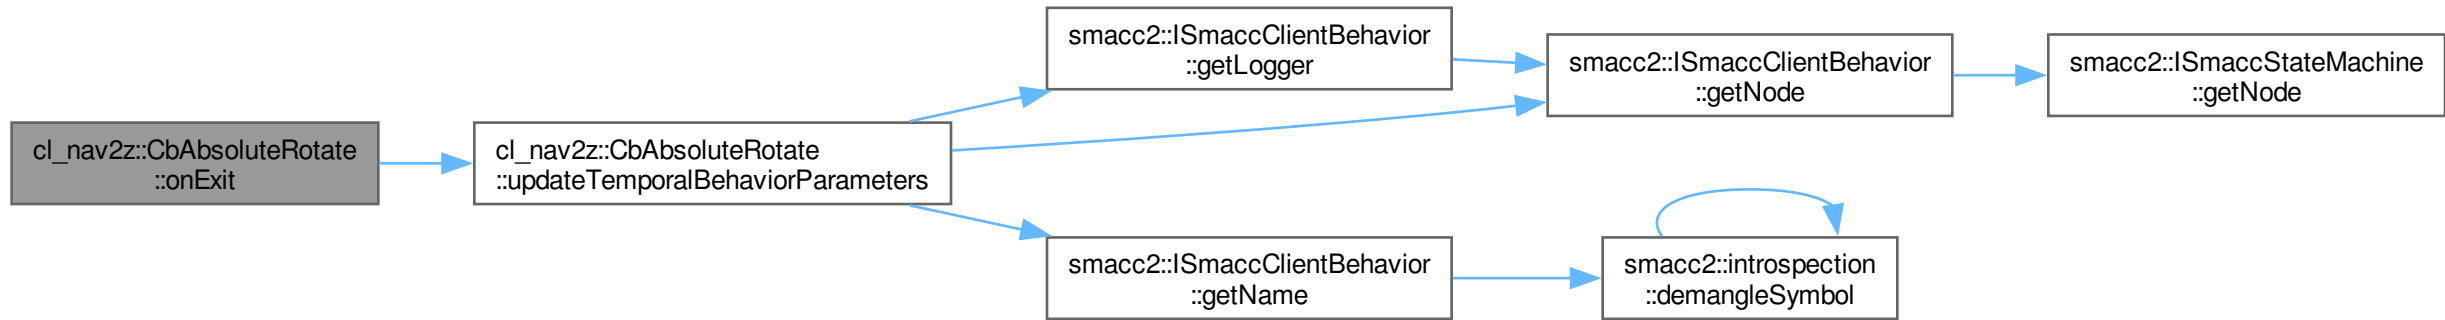 cl_nav2z::CbAbsoluteRotate
::onExit
cl_nav2z::CbAbsoluteRotate
::updateTemporalBehaviorParameters
smacc2::ISmaccClientBehavior
::getLogger
smacc2::ISmaccClientBehavior
::getNode
smacc2::ISmaccStateMachine
::getNode
smacc2::ISmaccClientBehavior
::getName
smacc2::introspection
::demangleSymbol